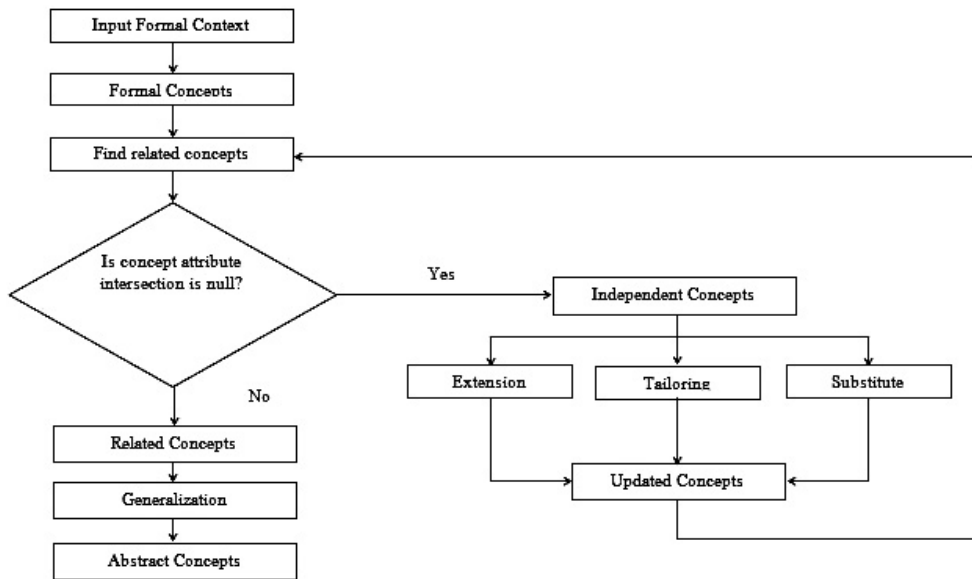 Input Formal Context
Formal Concepts
Find related concepts
Is concept attribute
intersection is null?
Yes
Independent Concepts
Extension
Tailoring
Substitute
No
Related Concepts
Updated Concepts
Generalization
Abstract Concepts